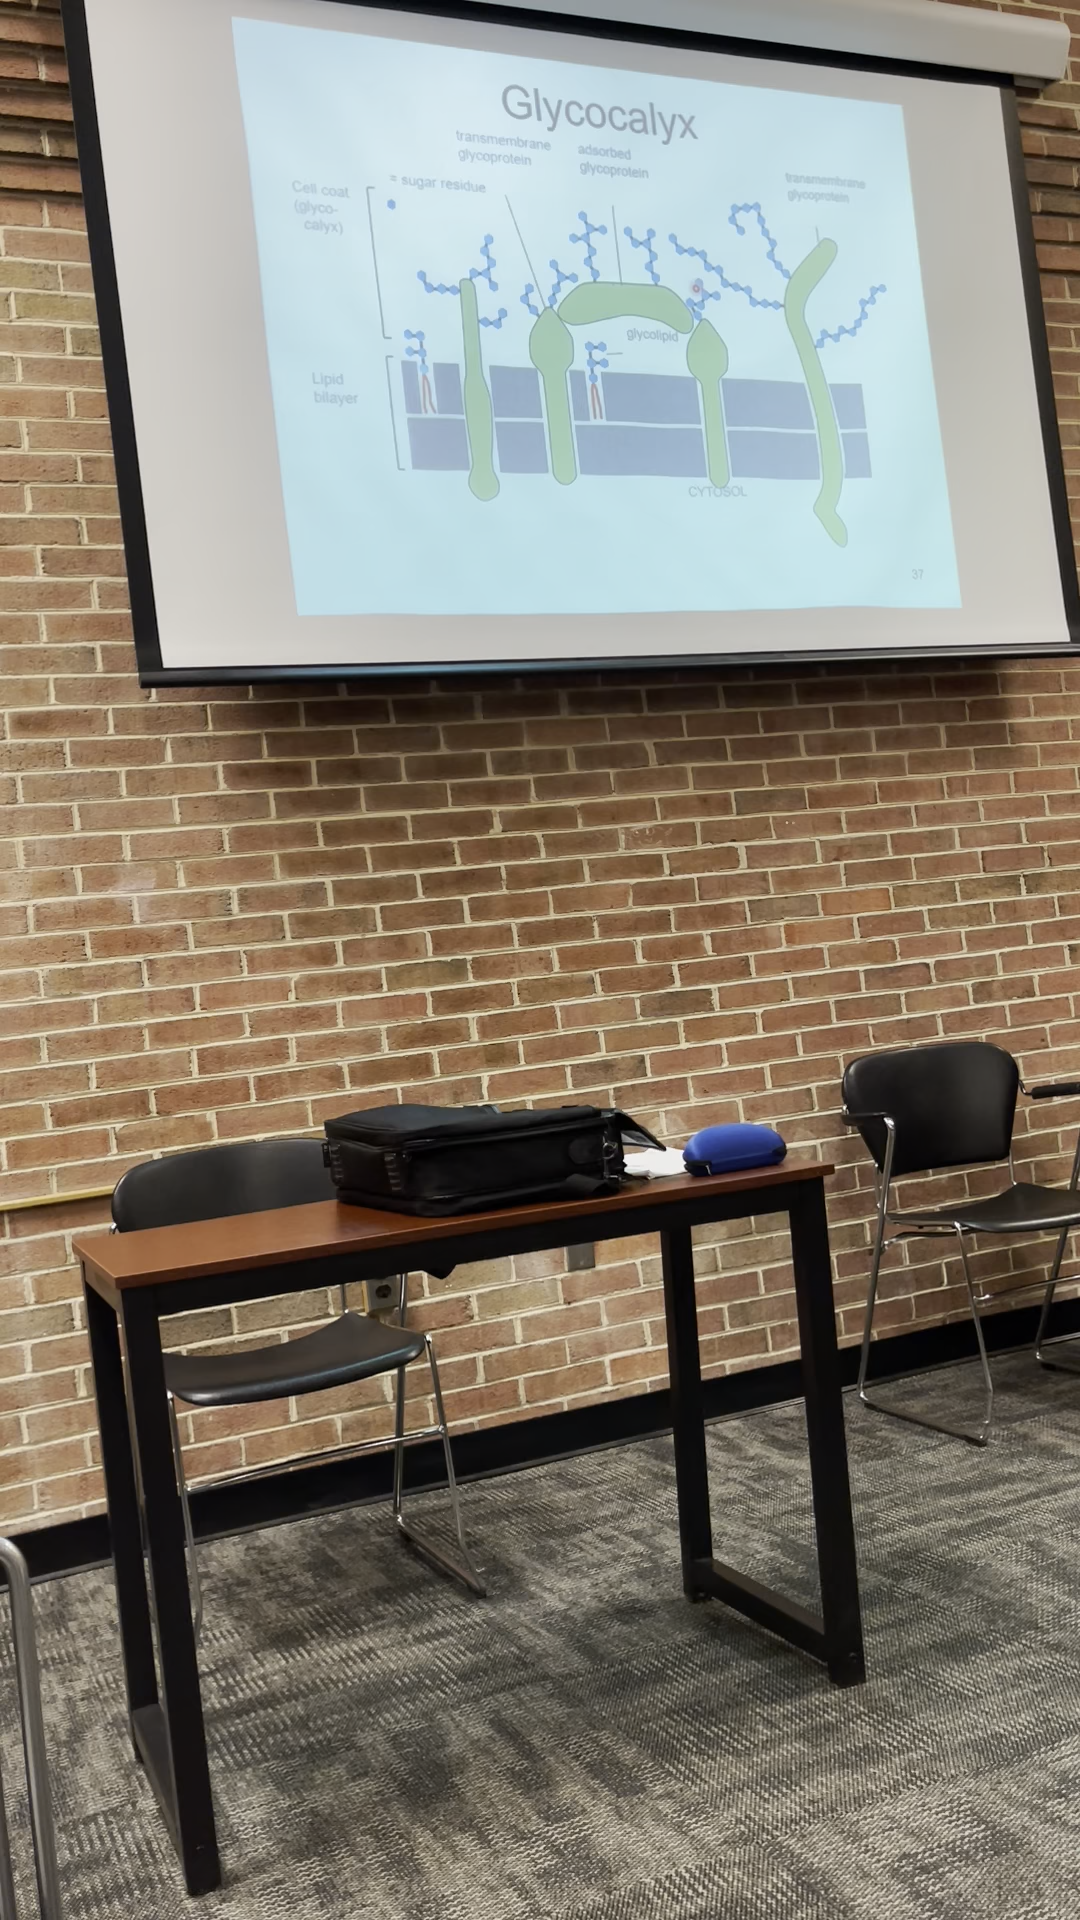 Glycocalyx
transmembrane
glycoprotein
adsorbed
glycoprotein
transmembrane
glycoprotein
= sugar residue
Cell coat
(glyco-
calyx)
glycolipid
Lipid
bilayer
CYTOSOL
37